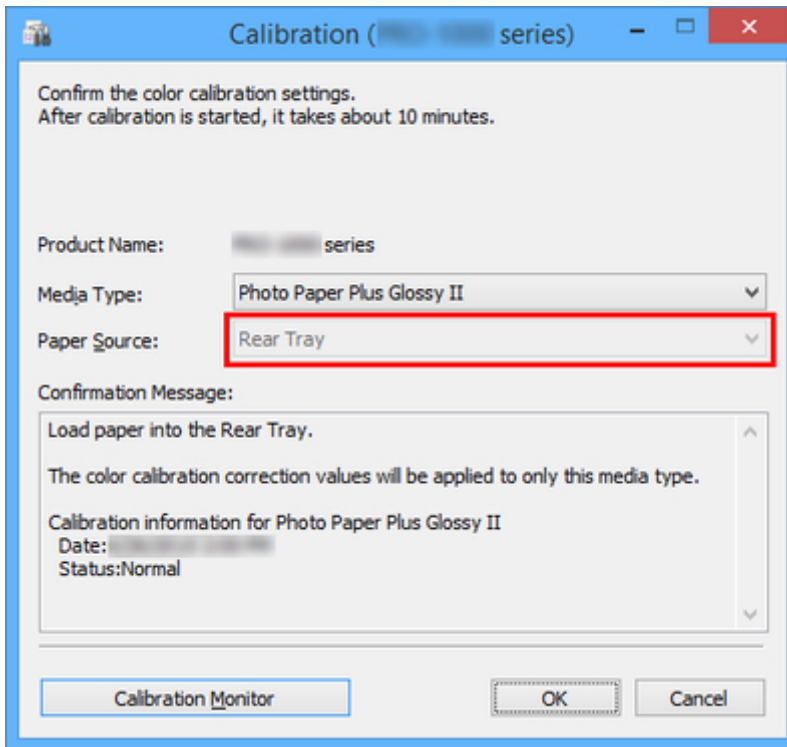 Calibration ( series)
Confirm the color calibration settings.
After calibration is started, it takes about 10 minutes.
Product Name: series
Media Type: Photo Paper Plus Glossy II
Paper Source: Rear Tray
Confirmation Message:
Load paper into the Rear Tray.
The color calibration correction values will be applied to only this media type.
Calibration information for Photo Paper Plus Glossy II
Date:
Status:Normal
Calibration Monitor OK Cancel